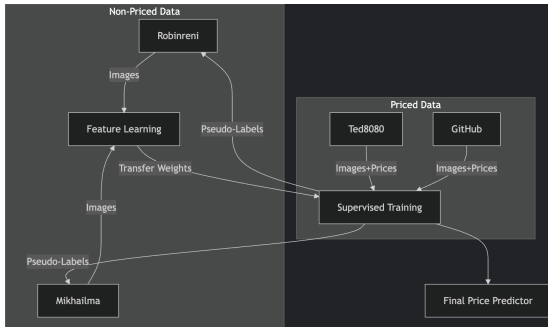 Non-Priced Data
Robinreni
Images
Priced Data
Feature Learning
Pseudo-Labels
Ted8080
GitHub
Transfer Weights
Images+Prices
Images+Prices
Images
Supervised Training
Pseudo-Labels
Mikhailma
Final Price Predictor